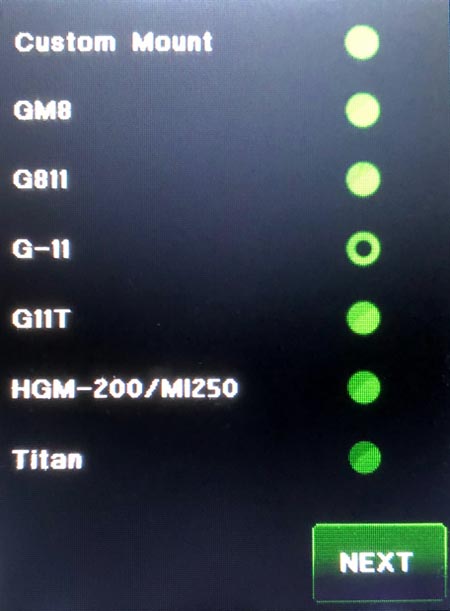 Custom Mount
GM8
G811
G-11
G11T
HGM-200/MI250
Titan
NEXT